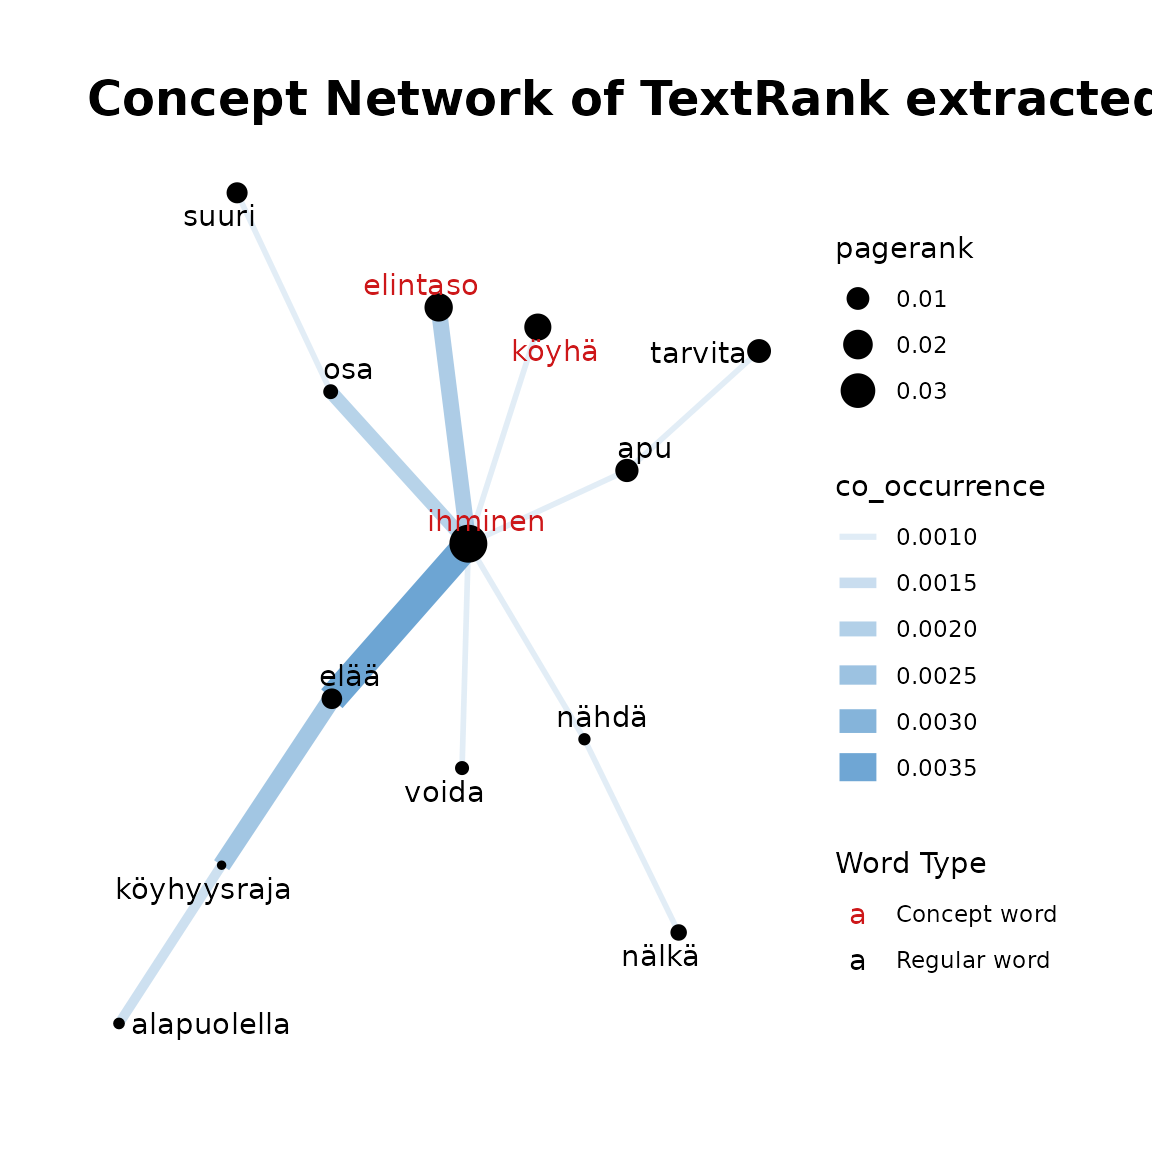 Concept Network of TextRank extracted
suuri
elintaso
köyhä
tarvita
osa
apu
ihminen
elää
nähdä
voida
köyhyysraja
nälkä
alapuolella
pagerank
0.01
0.02
0.03
co_occurrence
0.0010
0.0015
0.0020
0.0025
0.0030
0.0035
Word Type
a Concept word
a Regular word